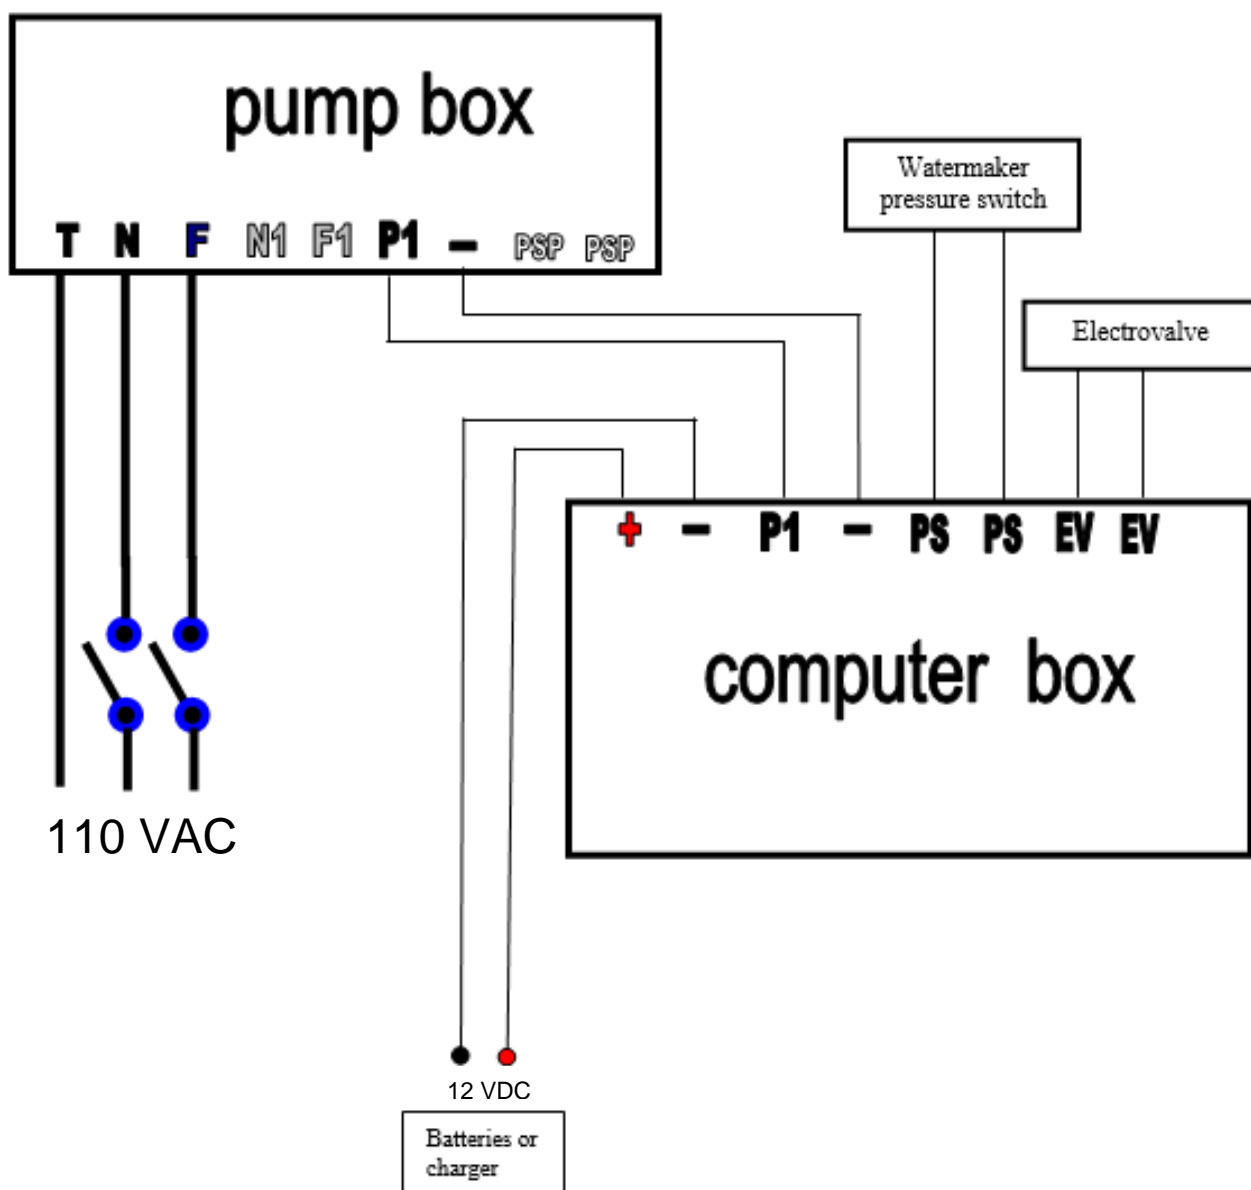 pump box
T N F N1 F1 P1 - PSP PSP
Watermaker
pressure switch
Electrovalve
+ - P1 - PS PS EV EV
computer box
110 VAC
12 VDC
Batteries or
charger